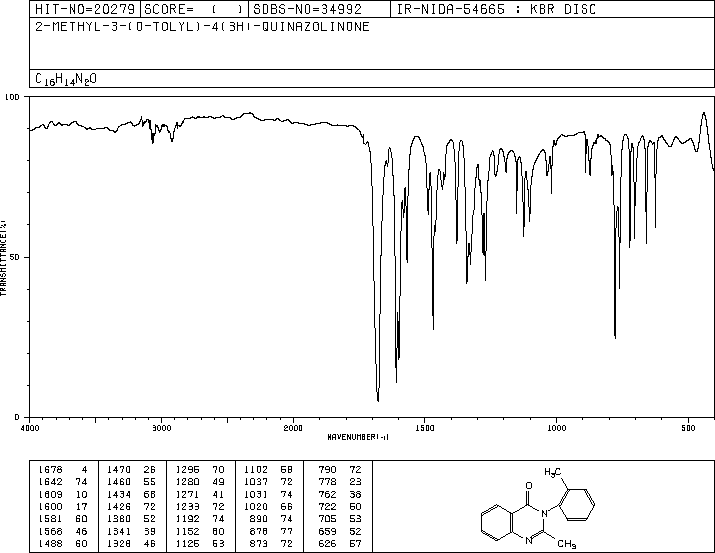 HIT-NO=20279 SCORE= ( ) SDBS-NO=34992 IR-NIDA-54665 : KBR DISC
2-METHYL-3-(O-TOLYL)-4(3H)-QUINAZOLINONE
C16H14N2O
100
50
0
TRANSMITTANCE(%)
4000 3000 2000 1500 1000 500
WAVENUMBER(-1)
1678 4 1470 26 1296 70 1102 58 790 72
1642 74 1460 55 1280 49 1037 72 778 23
1609 10 1434 68 1271 41 1031 74 762 38
1600 17 1426 72 1233 72 1020 66 722 50
1581 60 1380 52 1192 74 890 74 705 53
1568 46 1341 39 1152 60 878 77 659 52
1488 60 1328 46 1126 53 873 72 626 57
H3C
O
N
N
CH3